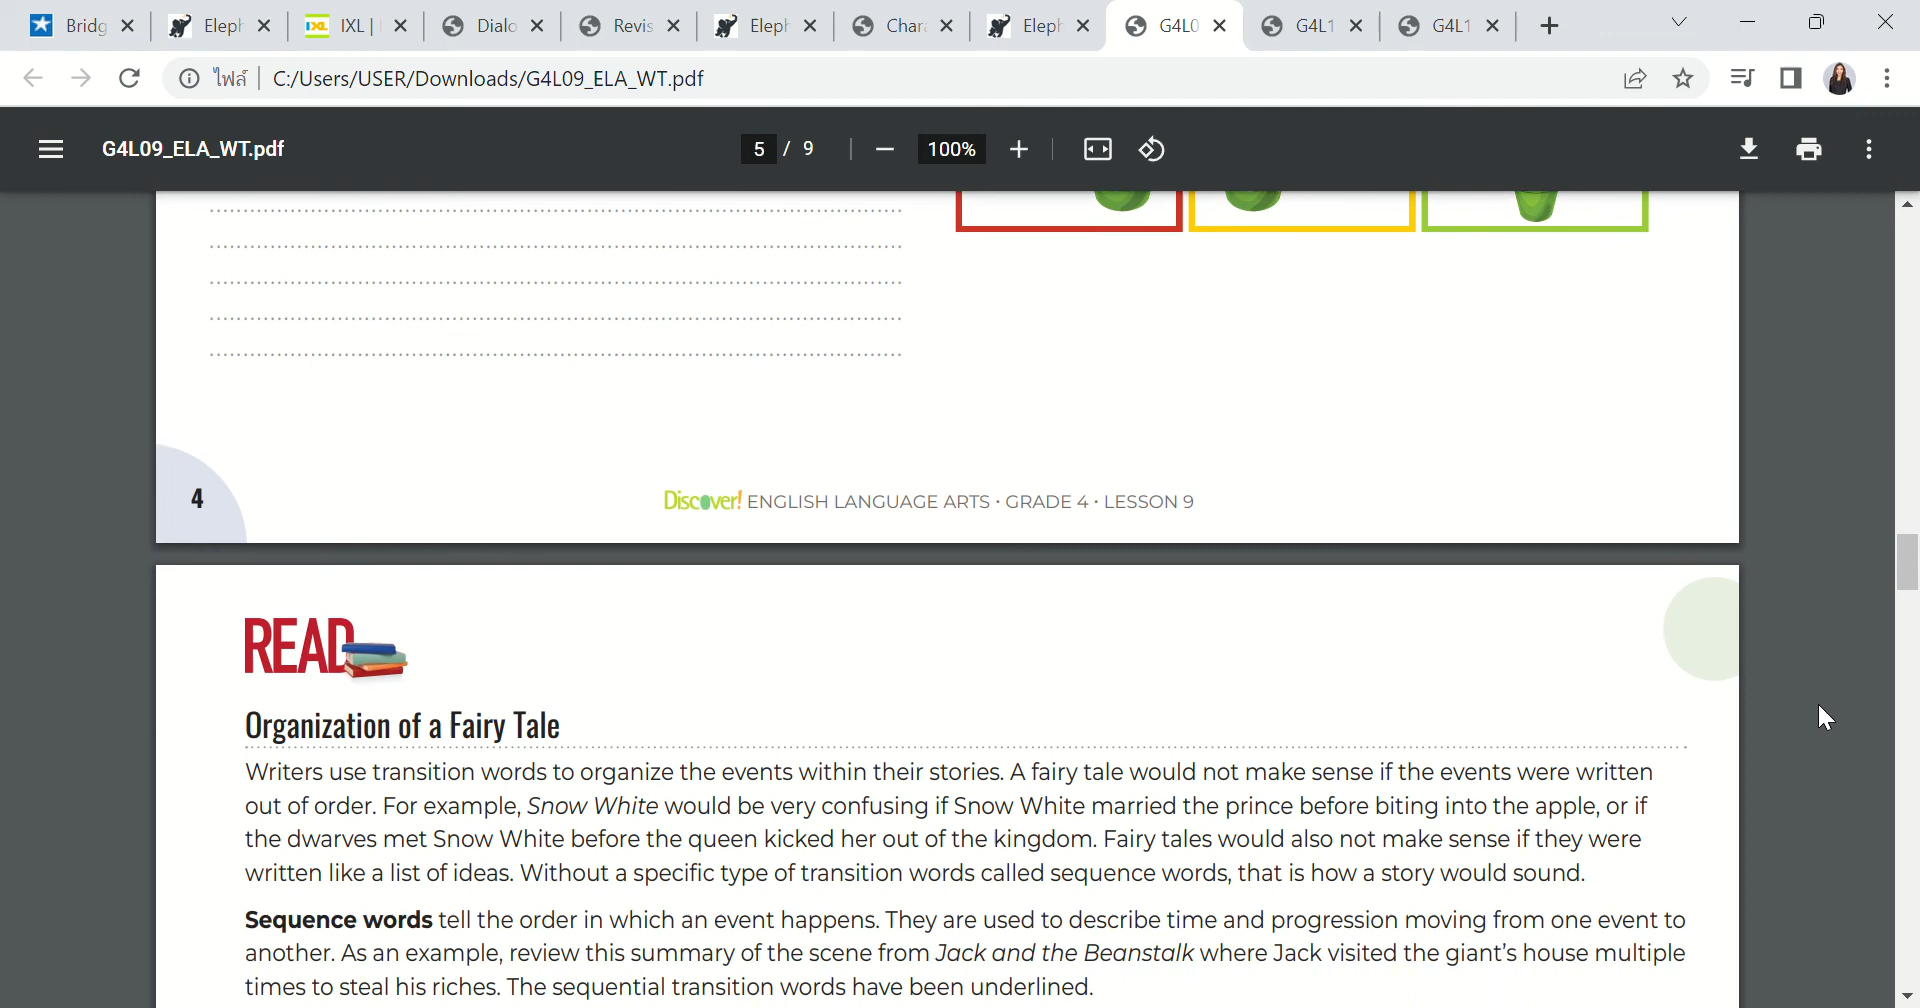 Bridg Eleph IXL | Dialo Revis Eleph Char Eleph G4L0 G4L1 G4L1
ไฟล์ C:/Users/USER/Downloads/G4L09_ELA_WT.pdf
G4L09_ELA_WT.pdf 5 / 9 100%
4
Discover! ENGLISH LANGUAGE ARTS • GRADE 4 • LESSON 9
READ
Organization of a Fairy Tale
Writers use transition words to organize the events within their stories. A fairy tale would not make sense if the events were written
out of order. For example, Snow White would be very confusing if Snow White married the prince before biting into the apple, or if
the dwarves met Snow White before the queen kicked her out of the kingdom. Fairy tales would also not make sense if they were
written like a list of ideas. Without a specific type of transition words called sequence words, that is how a story would sound.
Sequence words tell the order in which an event happens. They are used to describe time and progression moving from one event to
another. As an example, review this summary of the scene from Jack and the Beanstalk where Jack visited the giant's house multiple
times to steal his riches. The sequential transition words have been underlined.